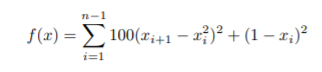 f(x) = \sum_{i=1}^{n-1} 100(x_{i+1} - x_i^2)^2 + (1 - x_i)^2